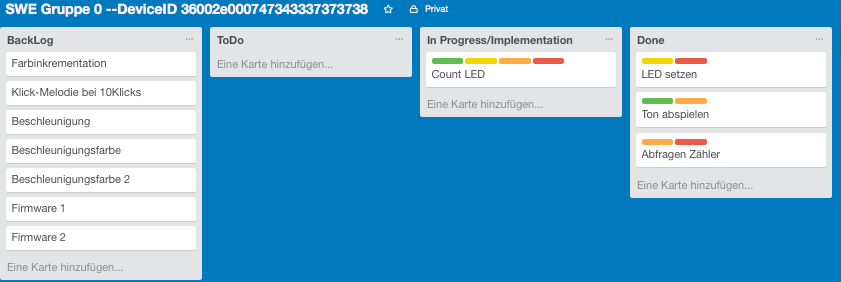 SWE Gruppe 0 --DeviceID 36002e000747343337373738
Privat
BackLog
Farbinkrementation
Klick-Melodie bei 10Klicks
Beschleunigung
Beschleunigungsfarbe
Beschleunigungsfarbe 2
Firmware 1
Firmware 2
Eine Karte hinzufügen...
ToDo
Eine Karte hinzufügen...
In Progress/Implementation
Count LED
Eine Karte hinzufügen...
Done
LED setzen
Ton abspielen
Abfragen Zähler
Eine Karte hinzufügen...